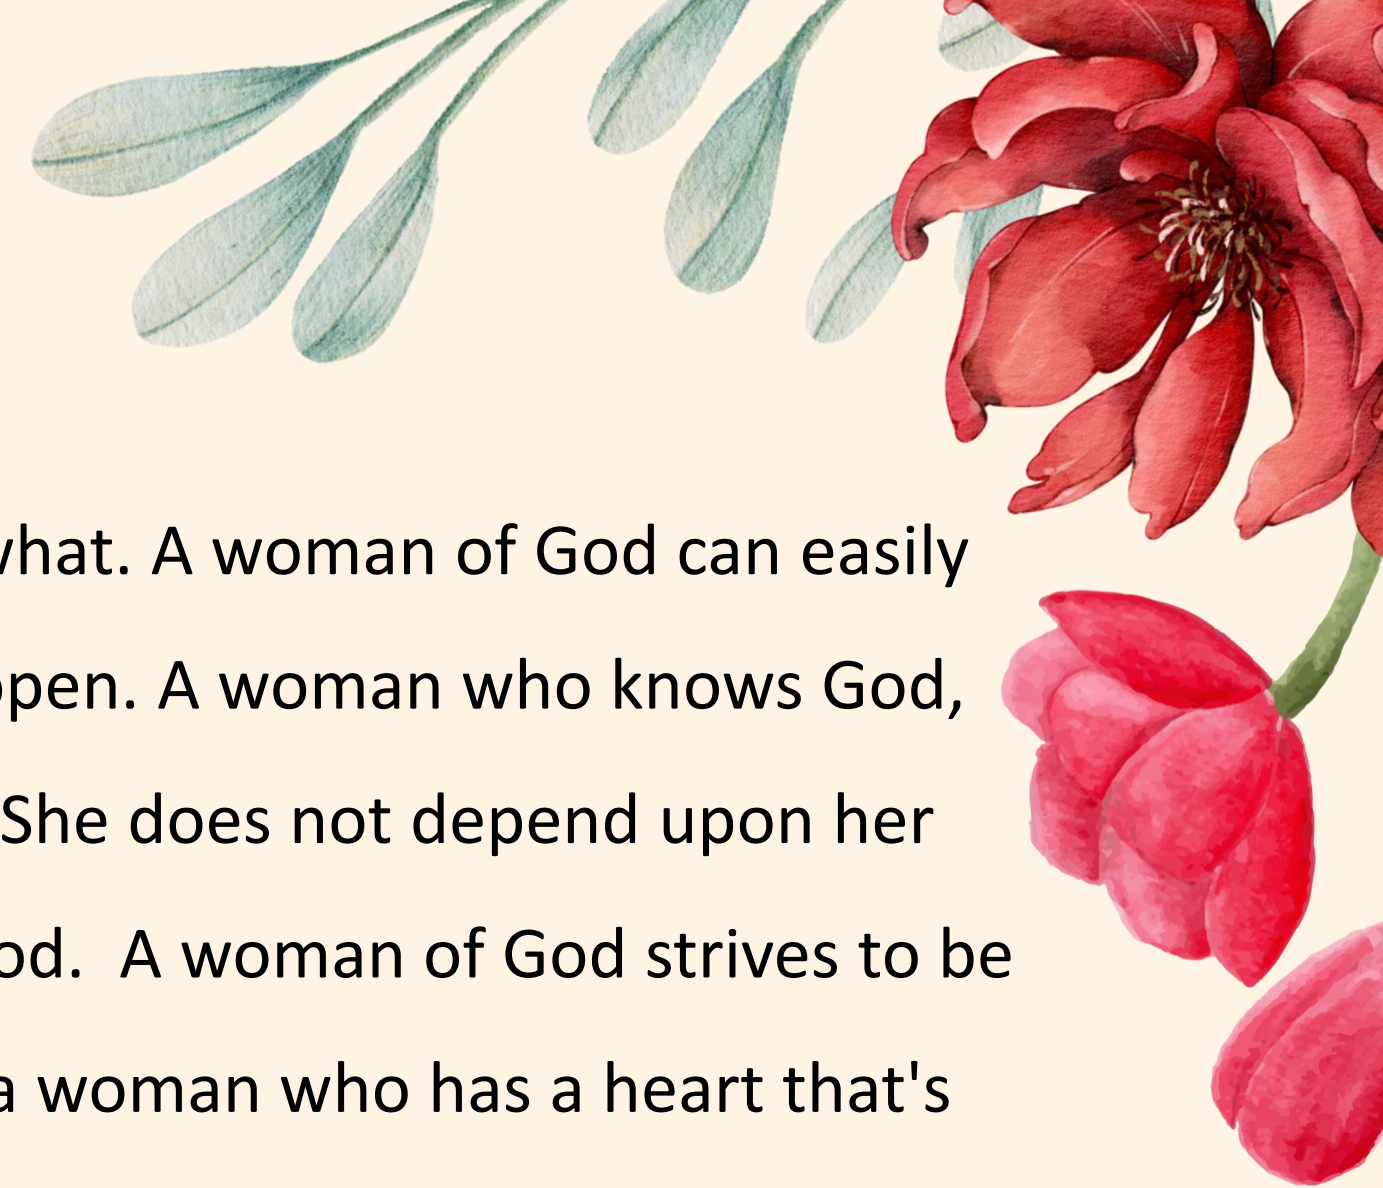 what. A woman of God can easily
open. A woman who knows God,
She does not depend upon her
od.  A woman of God strives to be
a woman who has a heart that's